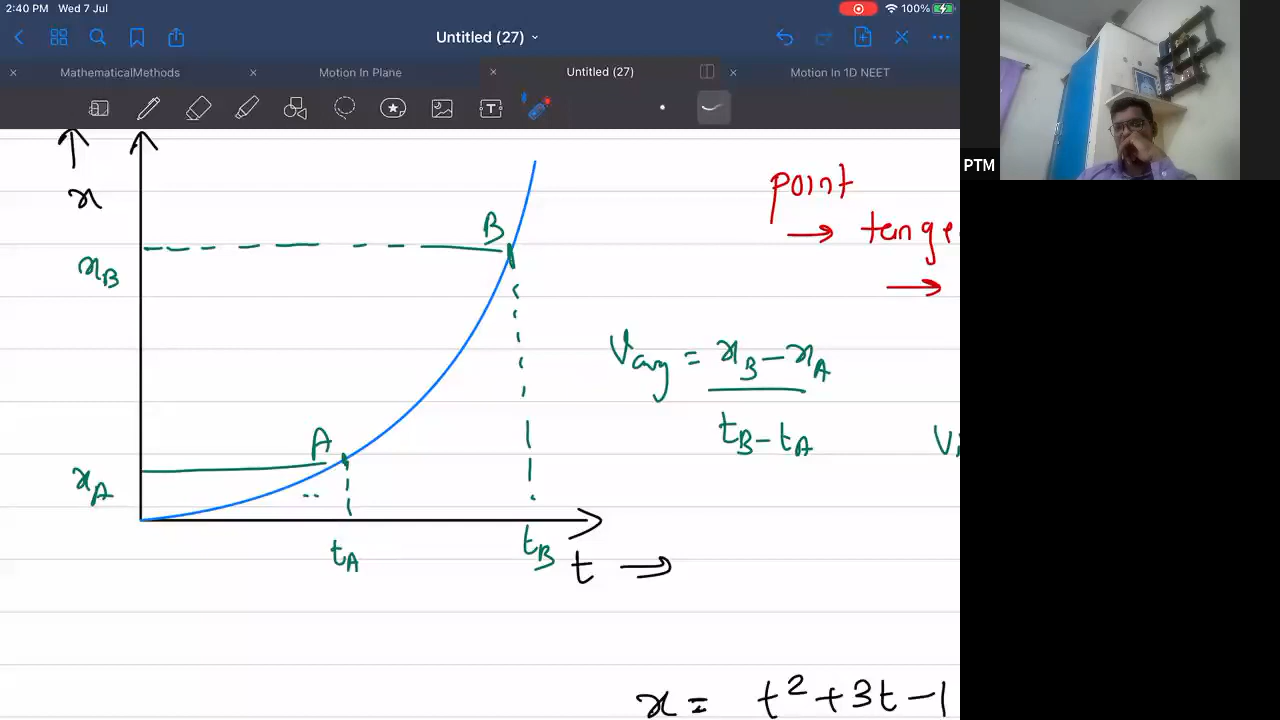 2:40 PM Wed 7 Jul
100%
Untitled (27)
MathematicalMethods
Motion In Plane
Untitled (27)
Motion In 1D NEET
T
PTM
x
point
→ tange
→
B
x_B
V_avg = x_B - x_A
t_B - t_A
V
A
x_A
t_A
t_B
t →
x = t² + 3t - 1